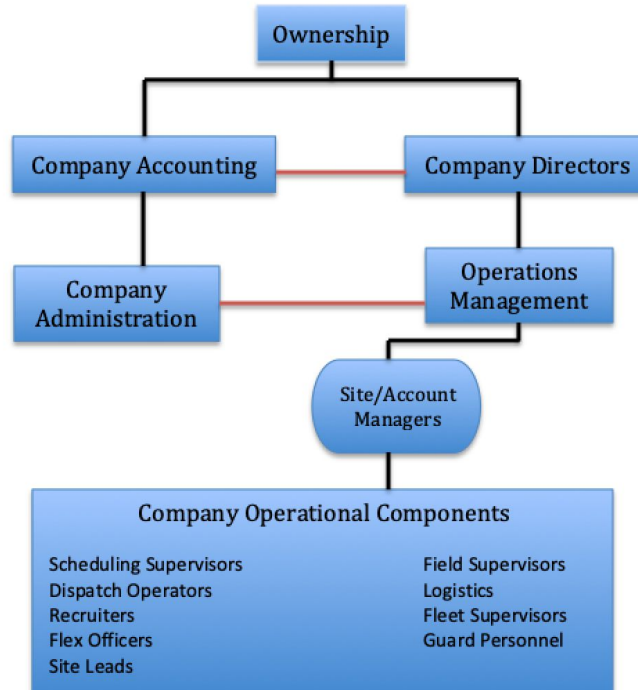 Ownership
Company Accounting
Company Directors
Company
Administration
Operations
Management
Site/Account
Managers
Company Operational Components
Scheduling Supervisors
Dispatch Operators
Recruiters
Flex Officers
Site Leads
Field Supervisors
Logistics
Fleet Supervisors
Guard Personnel